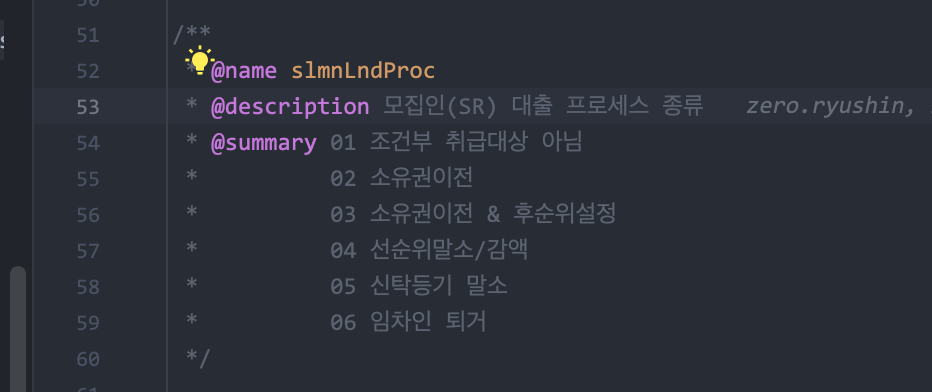 51 /**
52 * @name slmnLndProc
53 * @description 모집인(SR) 대출 프로세스 종류 zero.ryushin,
54 * @summary 01 조건부 취급대상 아님
55 * 02 소유권이전
56 * 03 소유권이전 & 후순위설정
57 * 04 선순위말소/감액
58 * 05 신탁등기 말소
59 * 06 임차인 퇴거
60 */